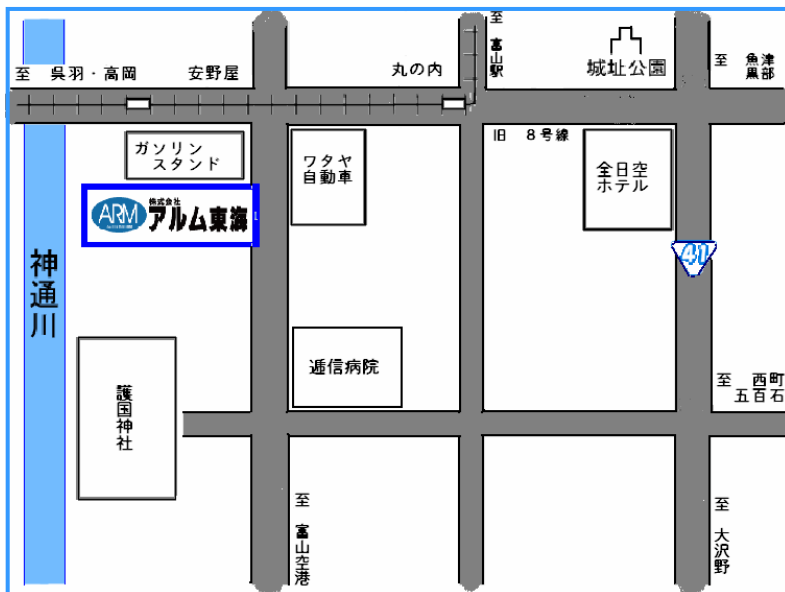 至 富山駅
城址公園
至 魚津
黒部
至 呉羽・高岡
安野屋
丸の内
旧 8号線
ガソリン
スタンド
ワタヤ
自動車
全日空
ホテル
ARM
株式会社
アルム東海
神通川
41
逓信病院
至 西町
五百石
護国神社
至 富山空港
至 大沢野